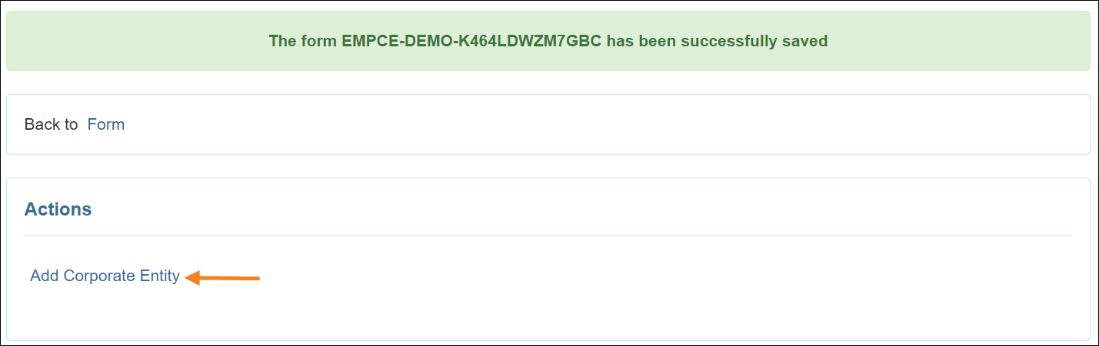 The form EMPCE-DEMO-K464LDWZM7GBC has been successfully saved
Back to Form
Actions
Add Corporate Entity